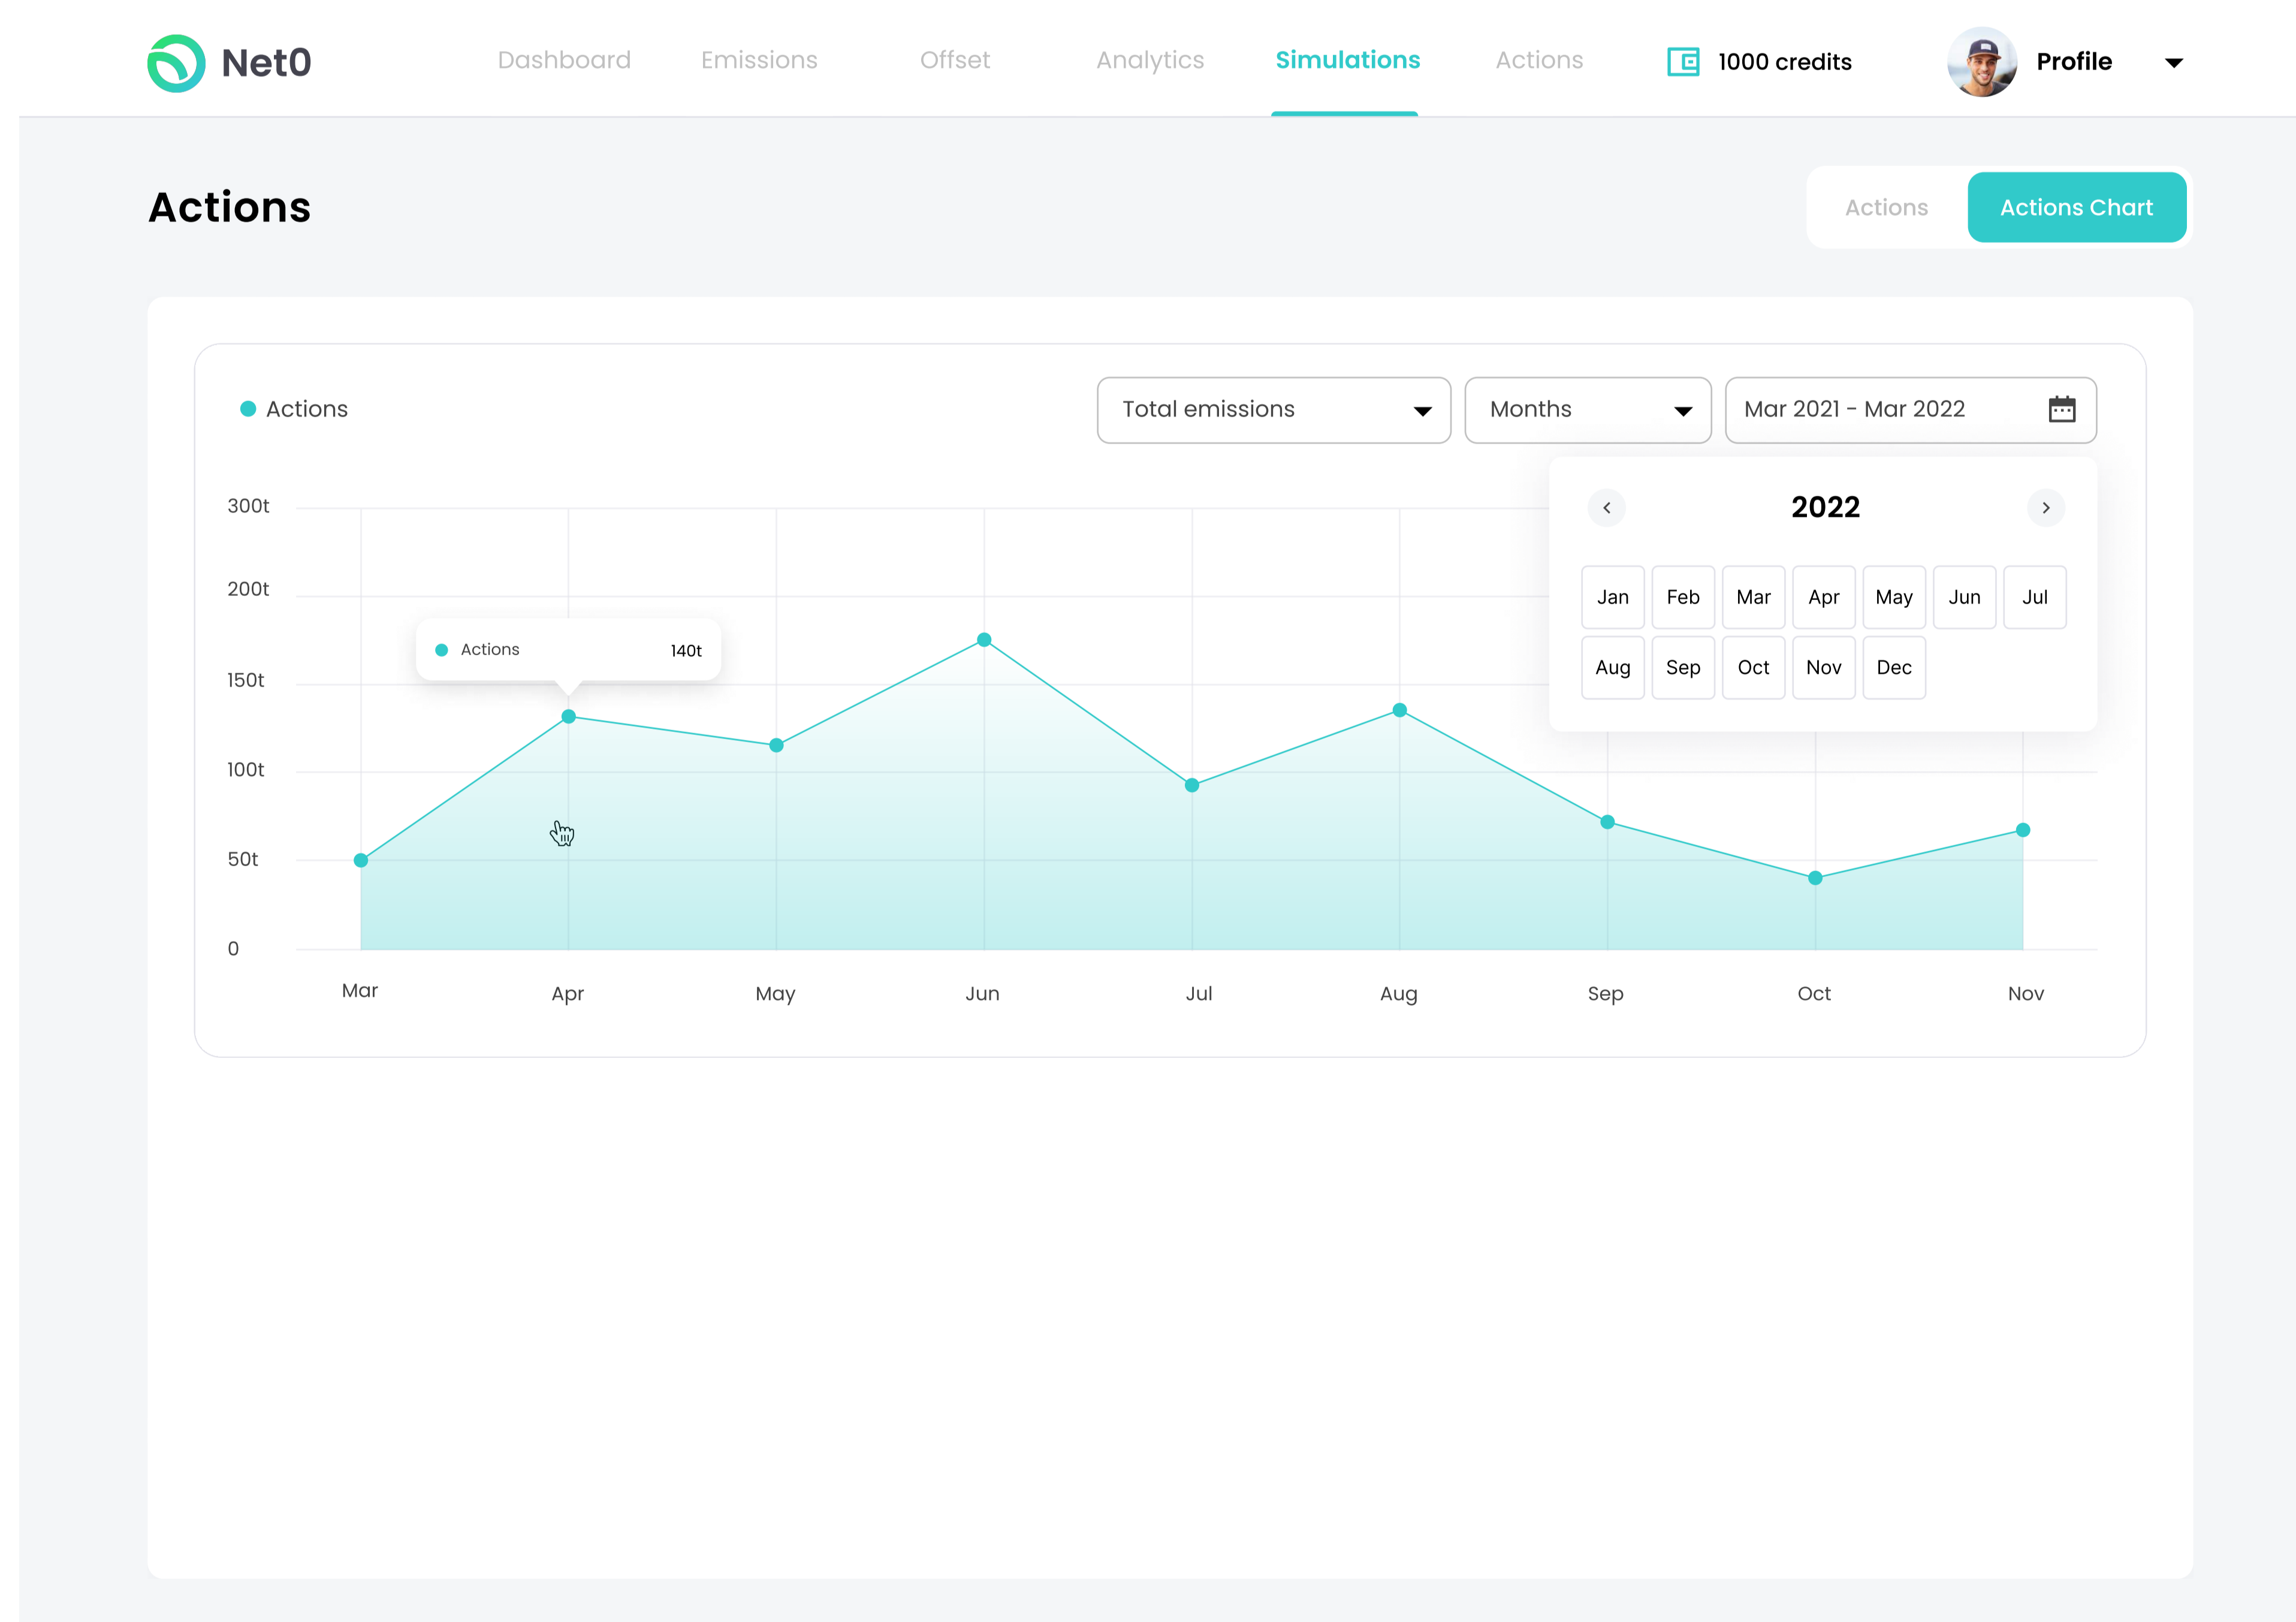 Net0 Dashboard Emissions Offset Analytics Simulations Actions 1000 credits Profile
Actions Actions Actions Chart
Actions Total emissions Months Mar 2021 - Mar 2022
2022
Jan Feb Mar Apr May Jun Jul
Aug Sep Oct Nov Dec
300t
200t
Actions 140t
150t
100t
50t
0
Mar Apr May Jun Jul Aug Sep Oct Nov